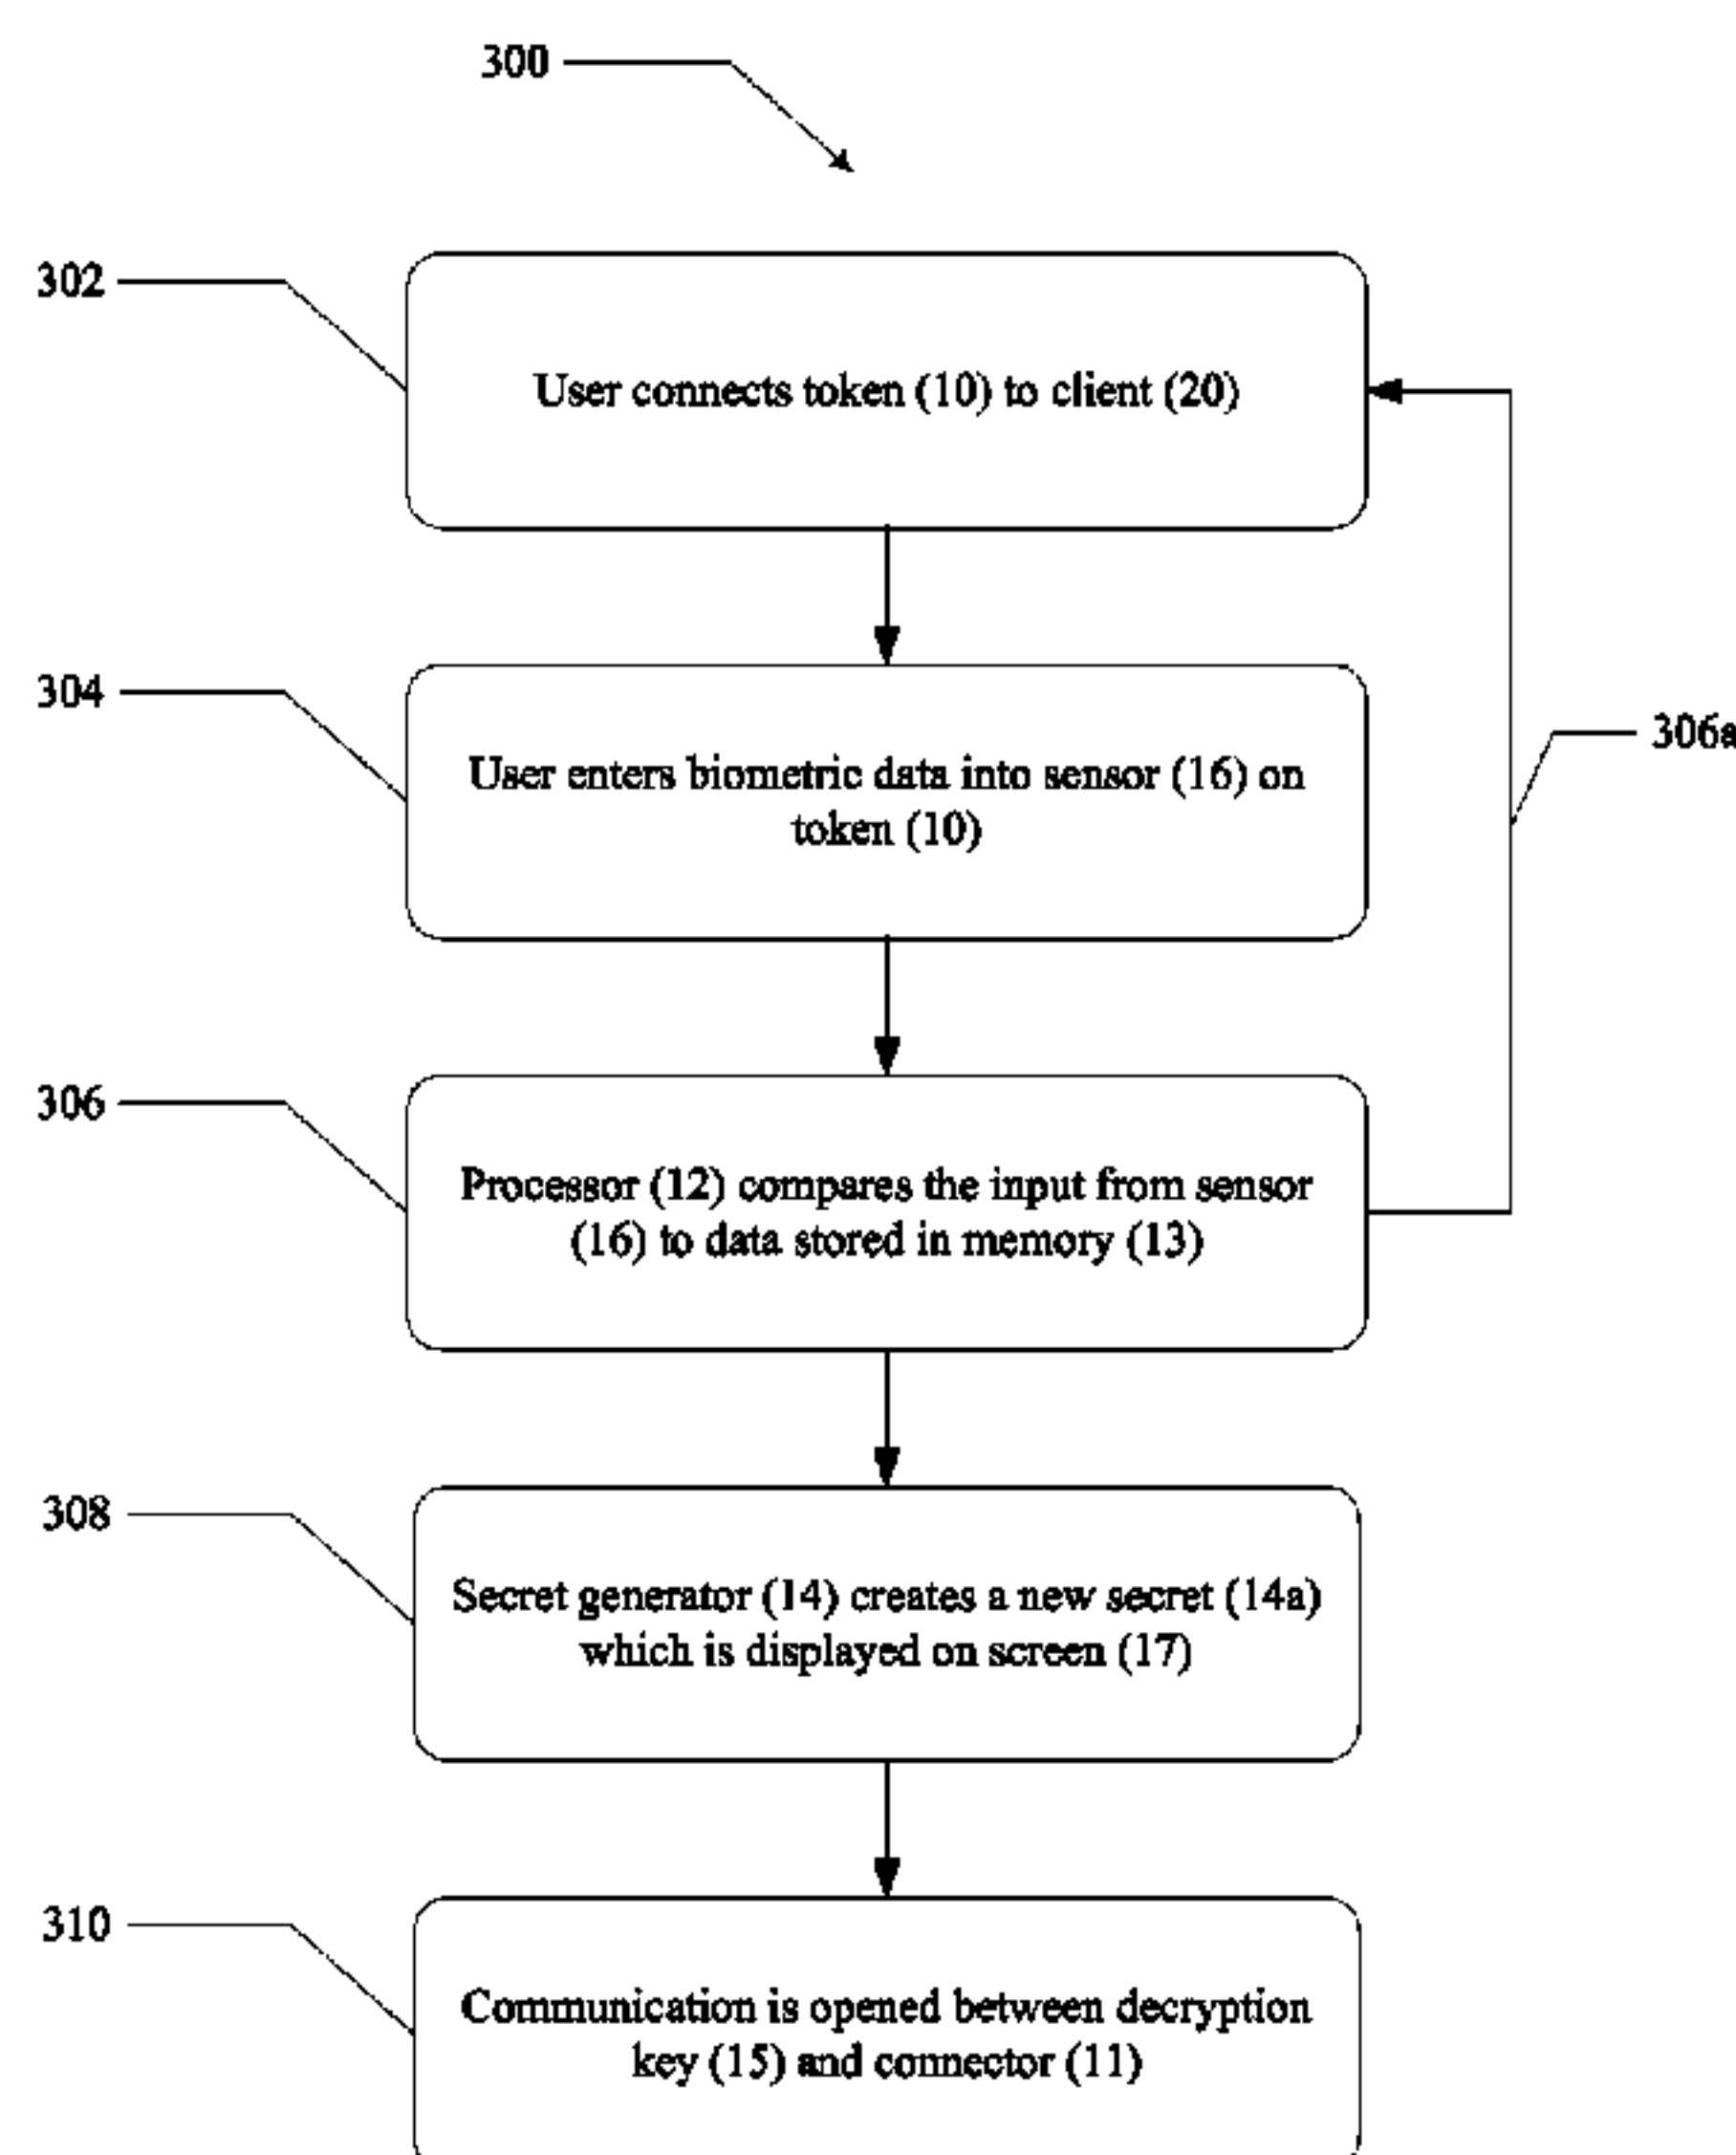 300
302
User connects token (10) to client (20)
304
User enters biometric data into sensor (16) on
token (10)
306a
306
Processor (12) compares the input from sensor
(16) to data stored in memory (13)
308
Secret generator (14) creates a new secret (14a)
which is displayed on screen (17)
310
Communication is opened between decryption
key (15) and connector (11)